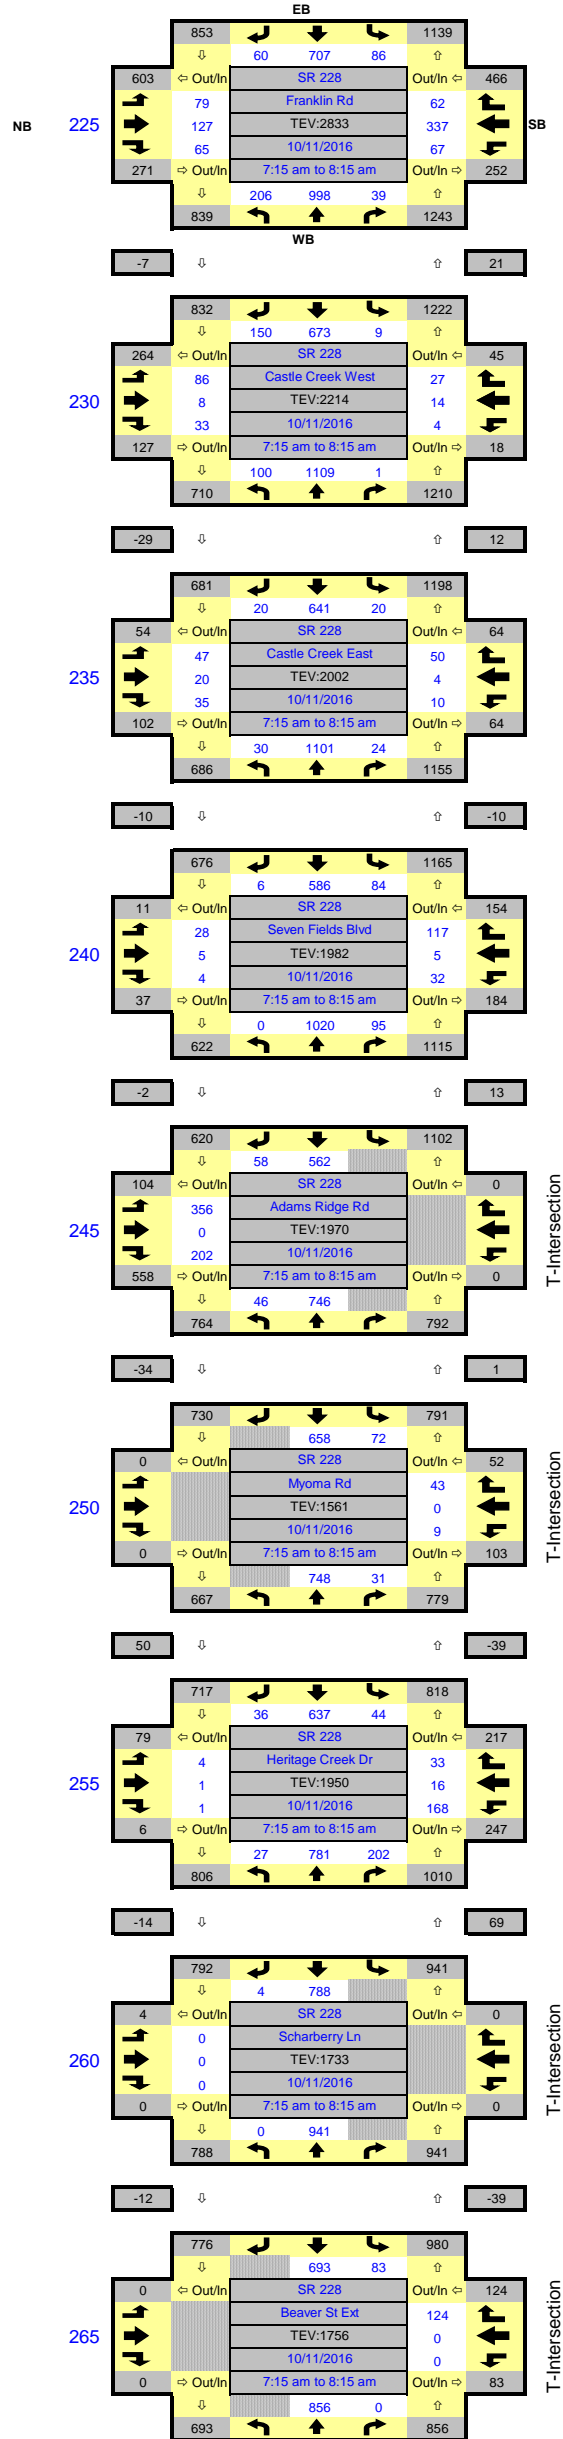 EB
853 1139
⇩ 60 707 86 ⇧
603 ⇦ Out/In SR 228 Out/In ⇦ 466
79 Franklin Rd 62
NB 225 127 TEV:2833 337 SB
65 10/11/2016 67
271 ⇨ Out/In 7:15 am to 8:15 am Out/In ⇨ 252
⇩ 206 998 39 ⇧
839 1243
WB
-7 ⇩ ⇧ 21
832 1222
⇩ 150 673 9 ⇧
264 ⇦ Out/In SR 228 Out/In ⇦ 45
86 Castle Creek West 27
230 8 TEV:2214 14
33 10/11/2016 4
127 ⇨ Out/In 7:15 am to 8:15 am Out/In ⇨ 18
⇩ 100 1109 1 ⇧
710 1210
-29 ⇩ ⇧ 12
681 1198
⇩ 20 641 20 ⇧
54 ⇦ Out/In SR 228 Out/In ⇦ 64
47 Castle Creek East 50
235 20 TEV:2002 4
35 10/11/2016 10
102 ⇨ Out/In 7:15 am to 8:15 am Out/In ⇨ 64
⇩ 30 1101 24 ⇧
686 1155
-10 ⇩ ⇧ -10
676 1165
⇩ 6 586 84 ⇧
11 ⇦ Out/In SR 228 Out/In ⇦ 154
28 Seven Fields Blvd 117
240 5 TEV:1982 5
4 10/11/2016 32
37 ⇨ Out/In 7:15 am to 8:15 am Out/In ⇨ 184
⇩ 0 1020 95 ⇧
622 1115
-2 ⇩ ⇧ 13
620 1102
⇩ 58 562 ⇧
104 ⇦ Out/In SR 228 Out/In ⇦ 0
356 Adams Ridge Rd
245 0 TEV:1970 T-Intersection
202 10/11/2016
558 ⇨ Out/In 7:15 am to 8:15 am Out/In ⇨ 0
⇩ 46 746 ⇧
764 792
-34 ⇩ ⇧ 1
730 791
⇩ 658 72 ⇧
0 ⇦ Out/In SR 228 Out/In ⇦ 52
Myoma Rd 43
250 TEV:1561 0 T-Intersection
10/11/2016 9
0 ⇨ Out/In 7:15 am to 8:15 am Out/In ⇨ 103
⇩ 748 31 ⇧
667 779
50 ⇩ ⇧ -39
717 818
⇩ 36 637 44 ⇧
79 ⇦ Out/In SR 228 Out/In ⇦ 217
4 Heritage Creek Dr 33
255 1 TEV:1950 16
1 10/11/2016 168
6 ⇨ Out/In 7:15 am to 8:15 am Out/In ⇨ 247
⇩ 27 781 202 ⇧
806 1010
-14 ⇩ ⇧ 69
792 941
⇩ 4 788 ⇧
4 ⇦ Out/In SR 228 Out/In ⇦ 0
0 Scharberry Ln
260 0 TEV:1733 T-Intersection
0 10/11/2016
0 ⇨ Out/In 7:15 am to 8:15 am Out/In ⇨ 0
⇩ 0 941 ⇧
788 941
-12 ⇩ ⇧ -39
776 980
⇩ 693 83 ⇧
0 ⇦ Out/In SR 228 Out/In ⇦ 124
Beaver St Ext 124
265 TEV:1756 0 T-Intersection
10/11/2016 0
0 ⇨ Out/In 7:15 am to 8:15 am Out/In ⇨ 83
⇩ 856 0 ⇧
693 856